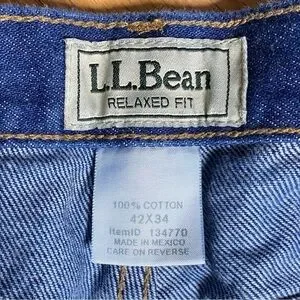 L.L.Bean
RELAXED FIT
100% COTTON
42X34
ItemID 134770
MADE IN MEXICO
CARE ON REVERSE